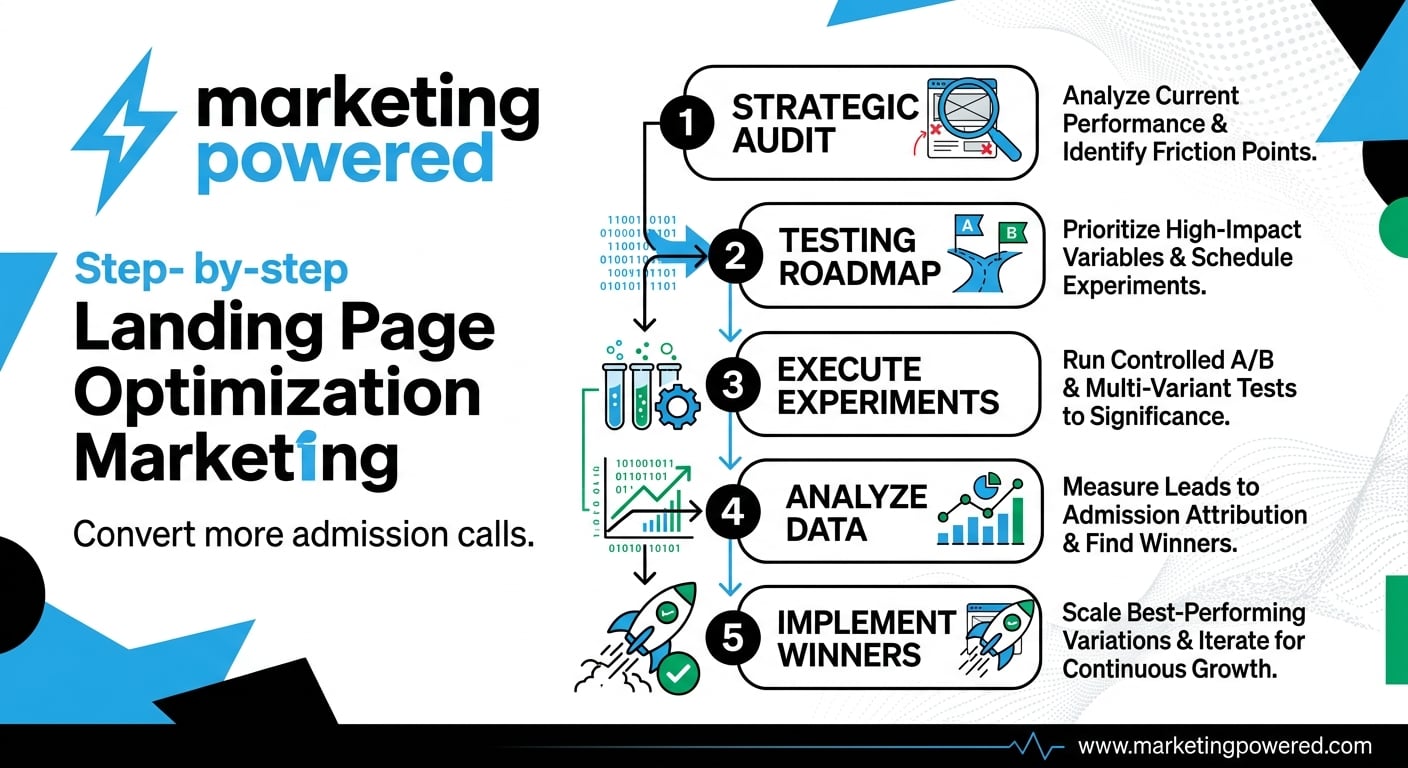 marketing
powered
Step- by-step
Landing Page
Optimization
Marketing
Convert more admission calls.
1
STRATEGIC
AUDIT
Analyze Current
Performance &
Identify Friction Points.
2
TESTING
ROADMAP
A
B
Prioritize High-Impact
Variables & Schedule
Experiments.
3
EXECUTE
EXPERIMENTS
Run Controlled A/B
& Multi-Variant Tests
to Significance.
101001011
01101101
4
ANALYZE
DATA
Measure Leads to
Admission Attribution
& Find Winners.
5
IMPLEMENT
WINNERS
Scale Best-Performing
Variations & Iterate for
Continuous Growth.
www.marketingpowered.com